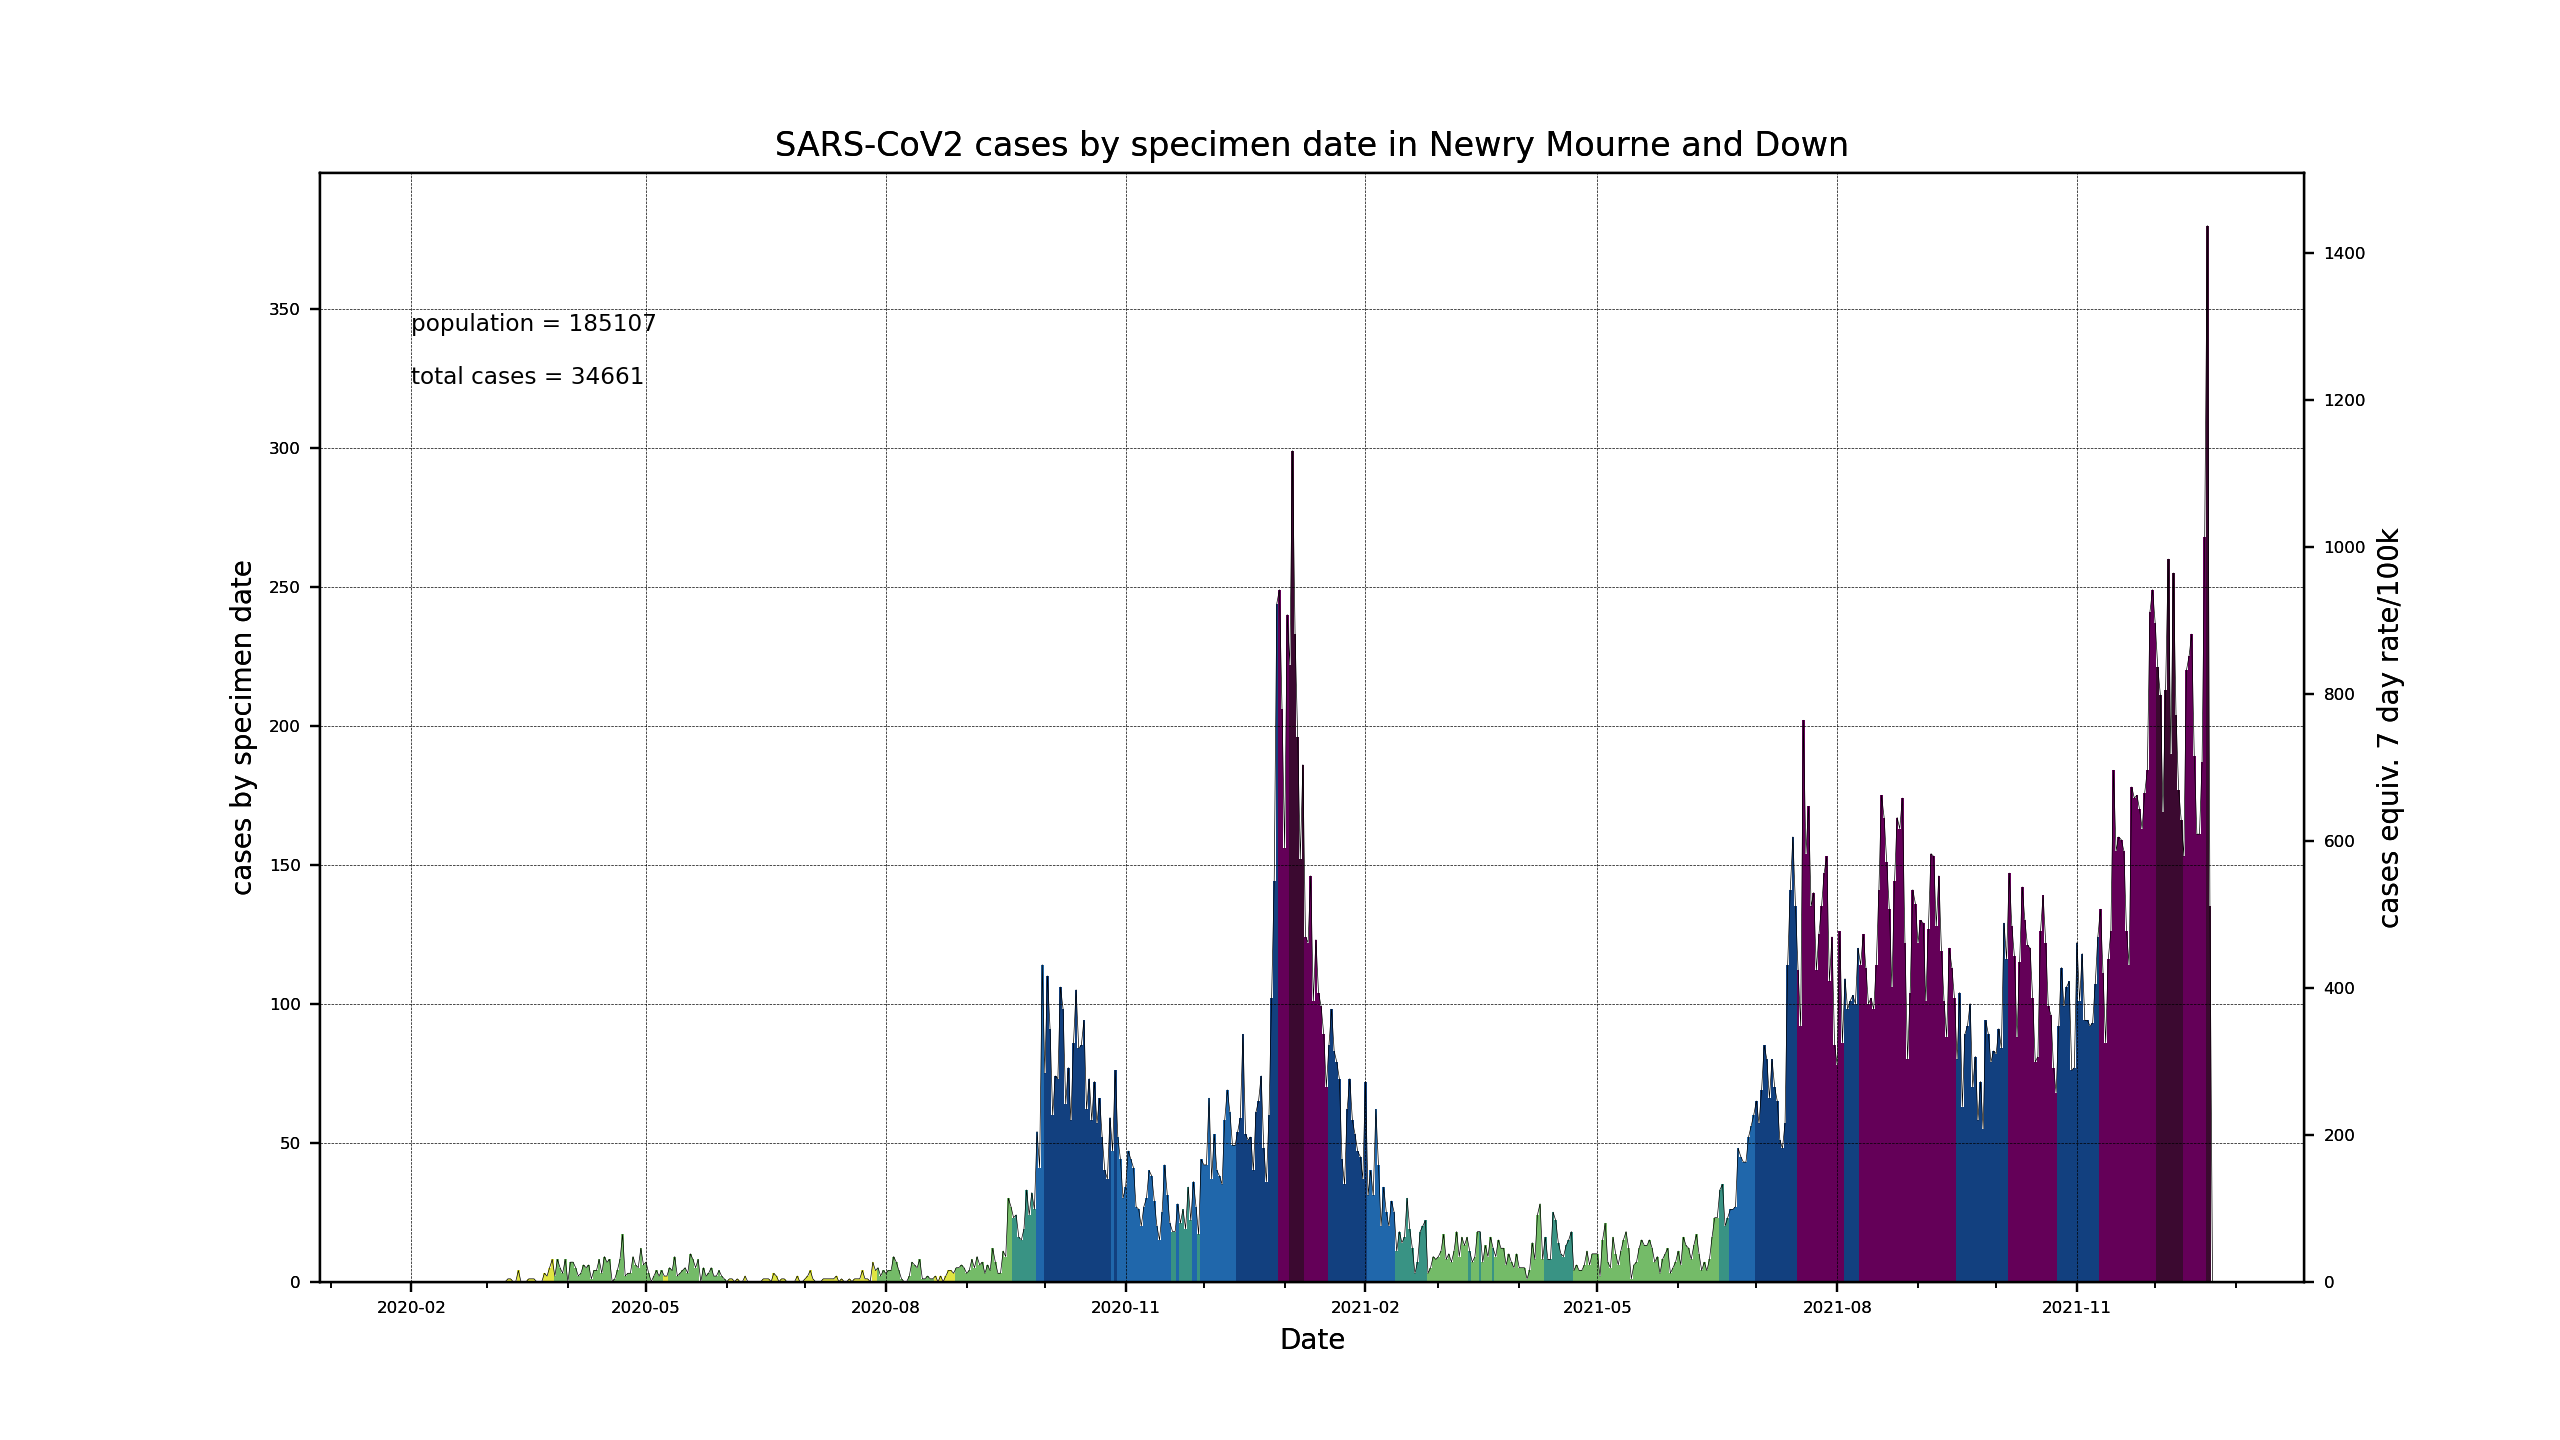 SARS-CoV2 cases by specimen date in Newry Mourne and Down
population = 185107
total cases = 34661
cases by specimen date
350
300
250
200
150
100
50
0
1400
1200
1000
800
600
400
200
0
cases equiv. 7 day rate/100k
2020-02 2020-05 2020-08 2020-11 2021-02 2021-05 2021-08 2021-11
Date